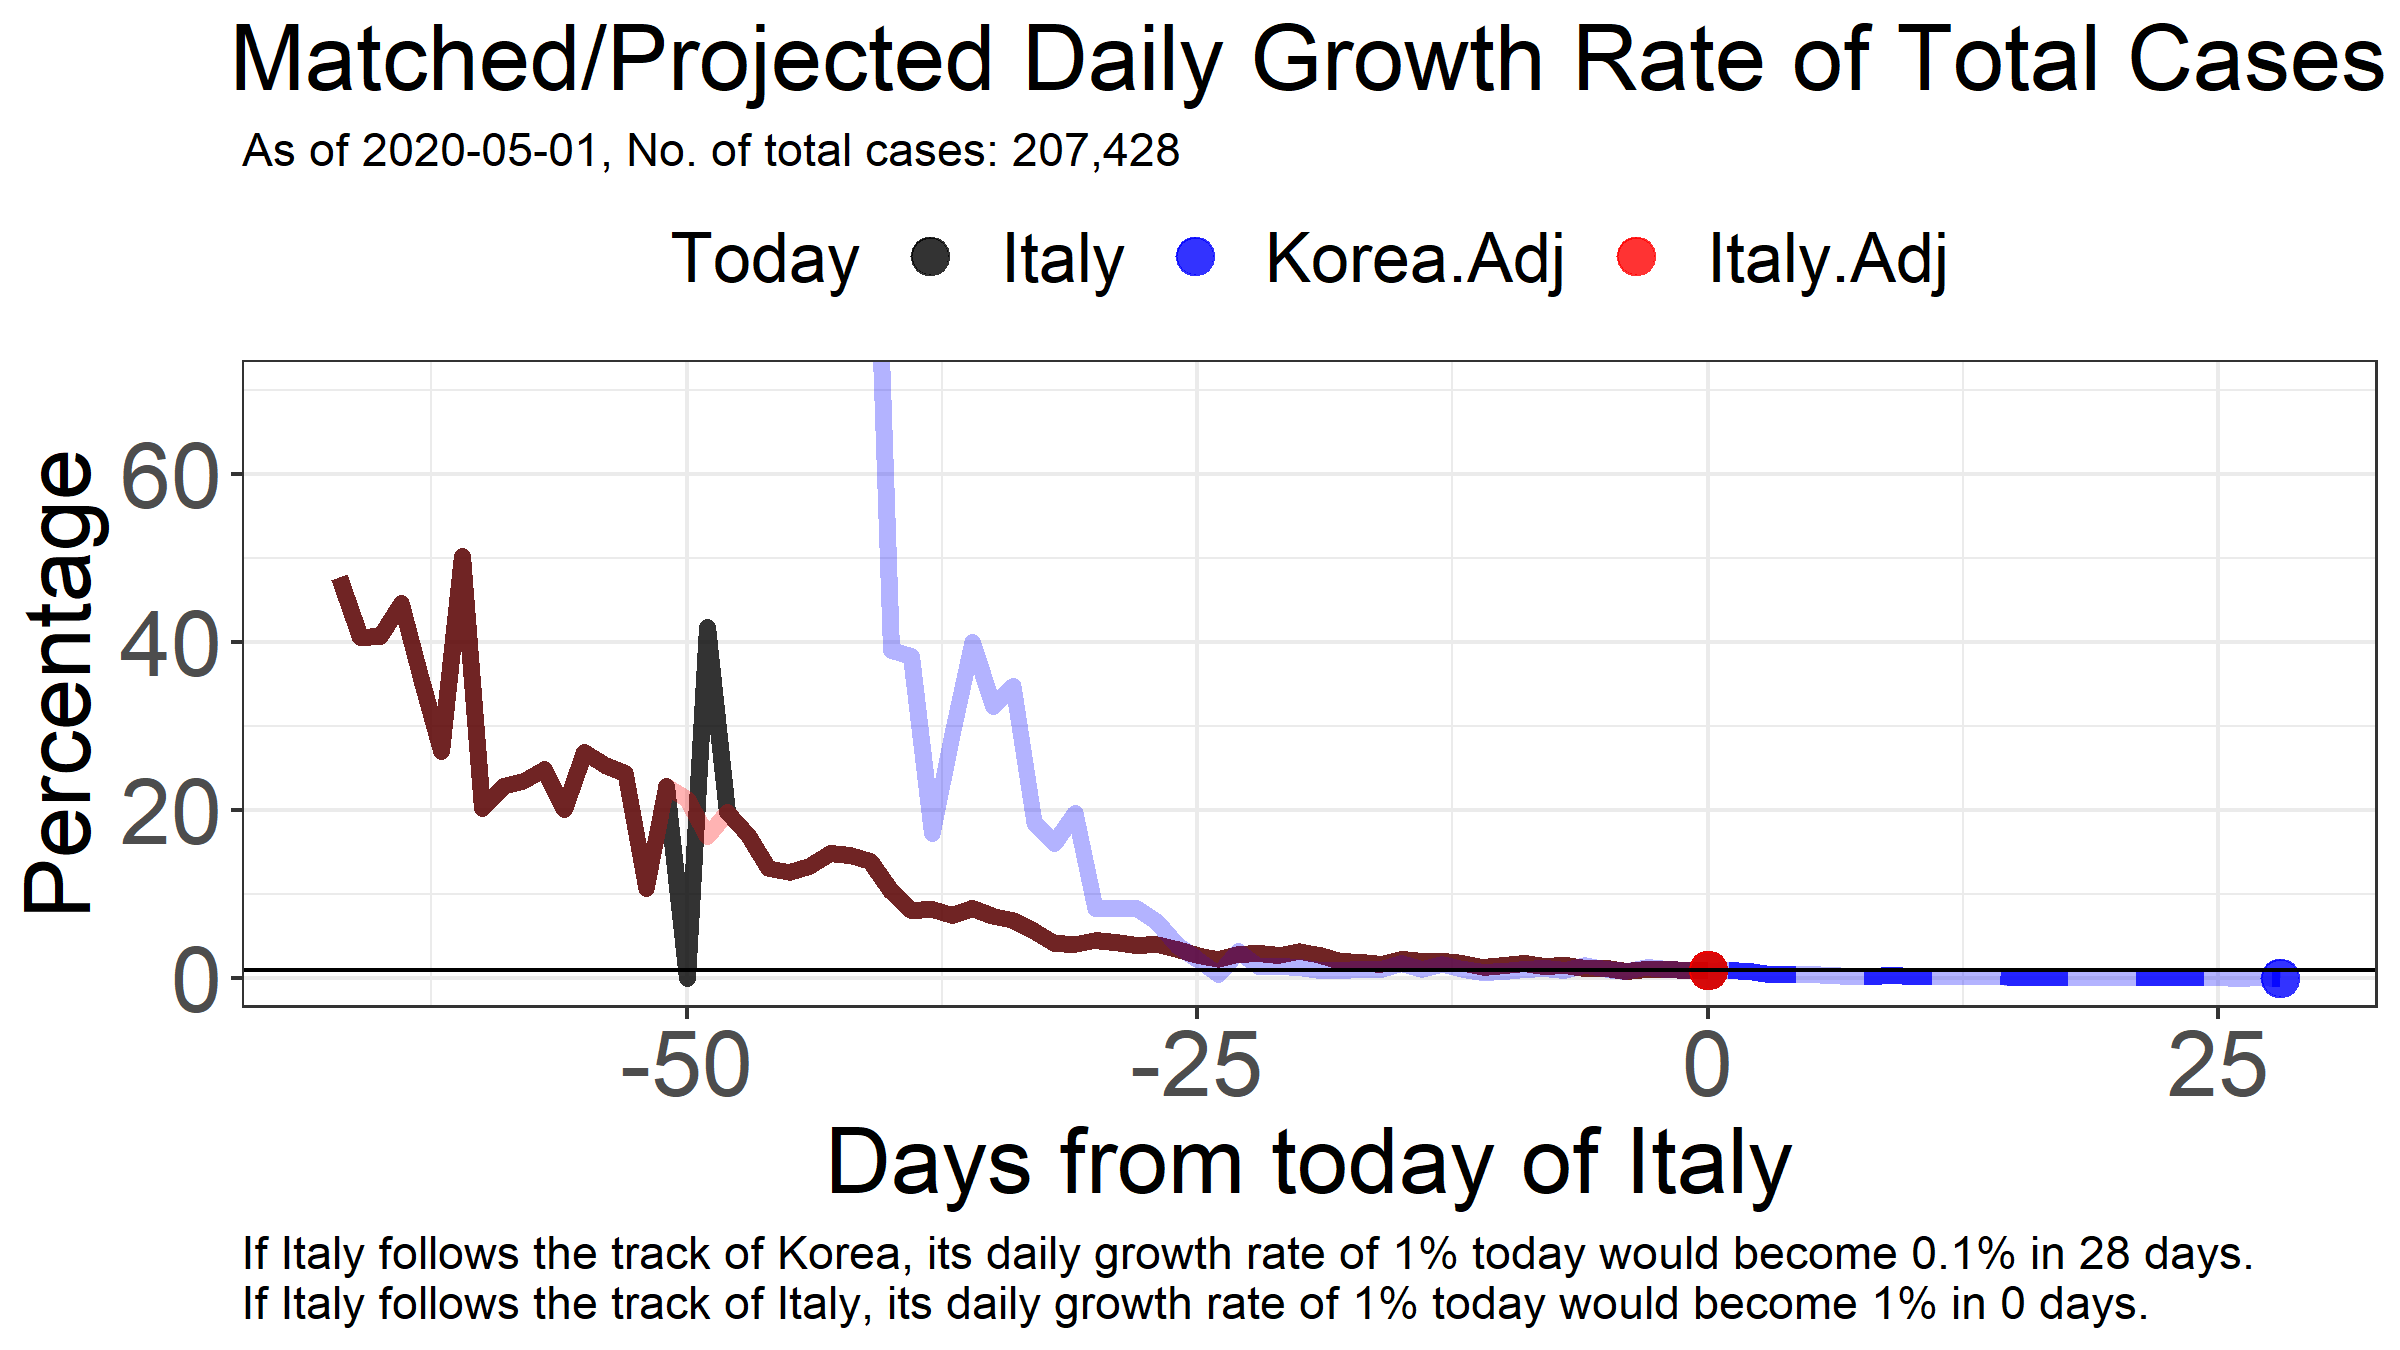 Matched/Projected Daily Growth Rate of Total Cases
As of 2020-05-01, No. of total cases: 207,428
Today Italy Korea.Adj Italy.Adj
Percentage
60
40
20
0
-50 -25 0 25
Days from today of Italy
If Italy follows the track of Korea, its daily growth rate of 1% today would become 0.1% in 28 days.
If Italy follows the track of Italy, its daily growth rate of 1% today would become 1% in 0 days.